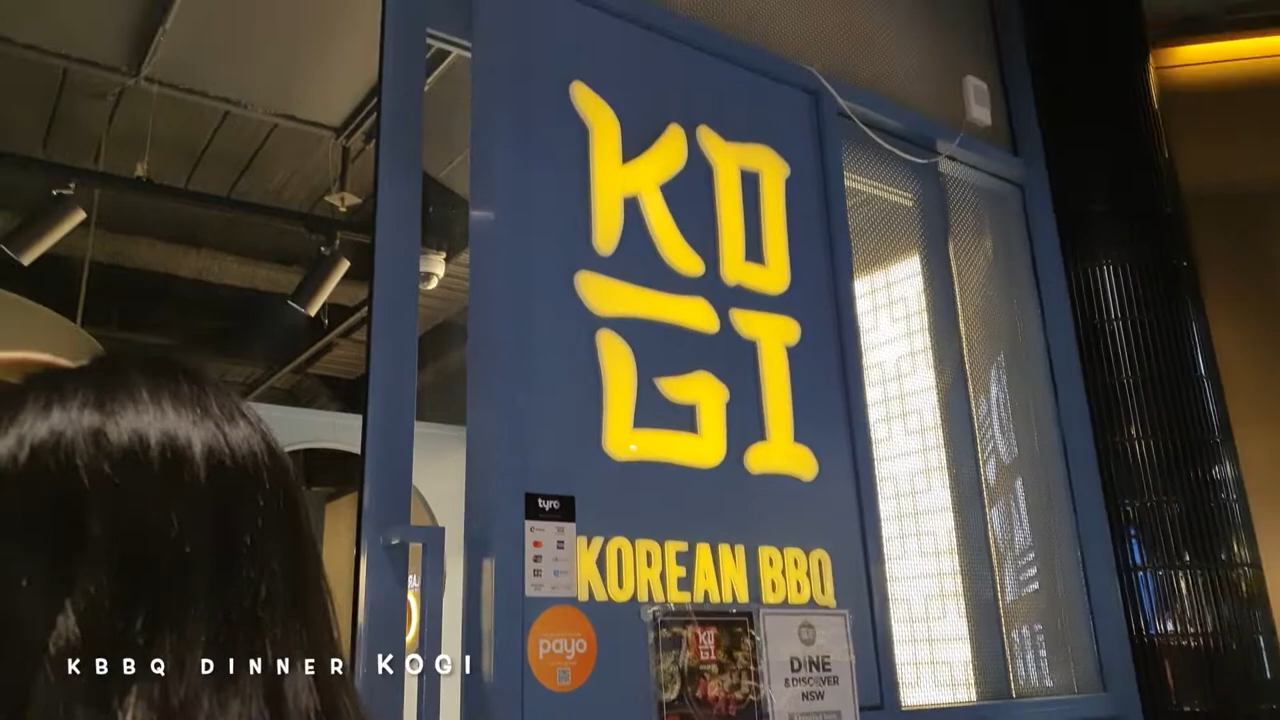 KO
GI
KOREAN BBQ
tyro
payo
KO
GI
DINE
& DISCOVER
NSW
KBBQ DINNER KOGI